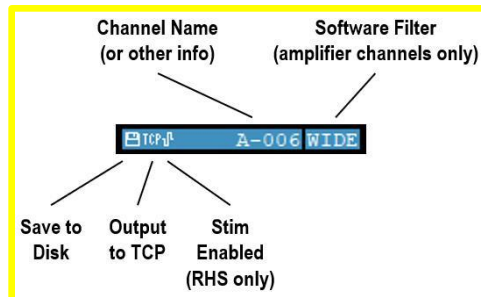 Channel Name
(or other info)
Software Filter
(amplifier channels only)
TCP A-006 WIDE
Save to
Disk
Output
to TCP
Stim
Enabled
(RHS only)